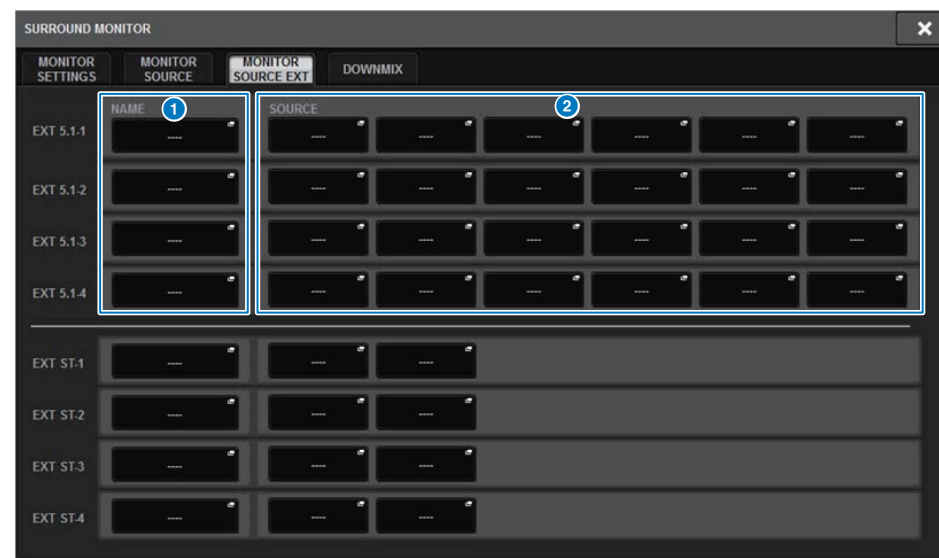 SURROUND MONITOR
MONITOR SETTINGS
MONITOR SOURCE
MONITOR SOURCE EXT
DOWNMIX
NAME 1 SOURCE 2
EXT 5.1-1 ---- ---- ---- ---- ---- ---- ----
EXT 5.1-2 ---- ---- ---- ---- ---- ---- ----
EXT 5.1-3 ---- ---- ---- ---- ---- ---- ----
EXT 5.1-4 ---- ---- ---- ---- ---- ---- ----
EXT ST-1 ---- ---- ----
EXT ST-2 ---- ---- ----
EXT ST-3 ---- ---- ----
EXT ST-4 ---- ---- ----